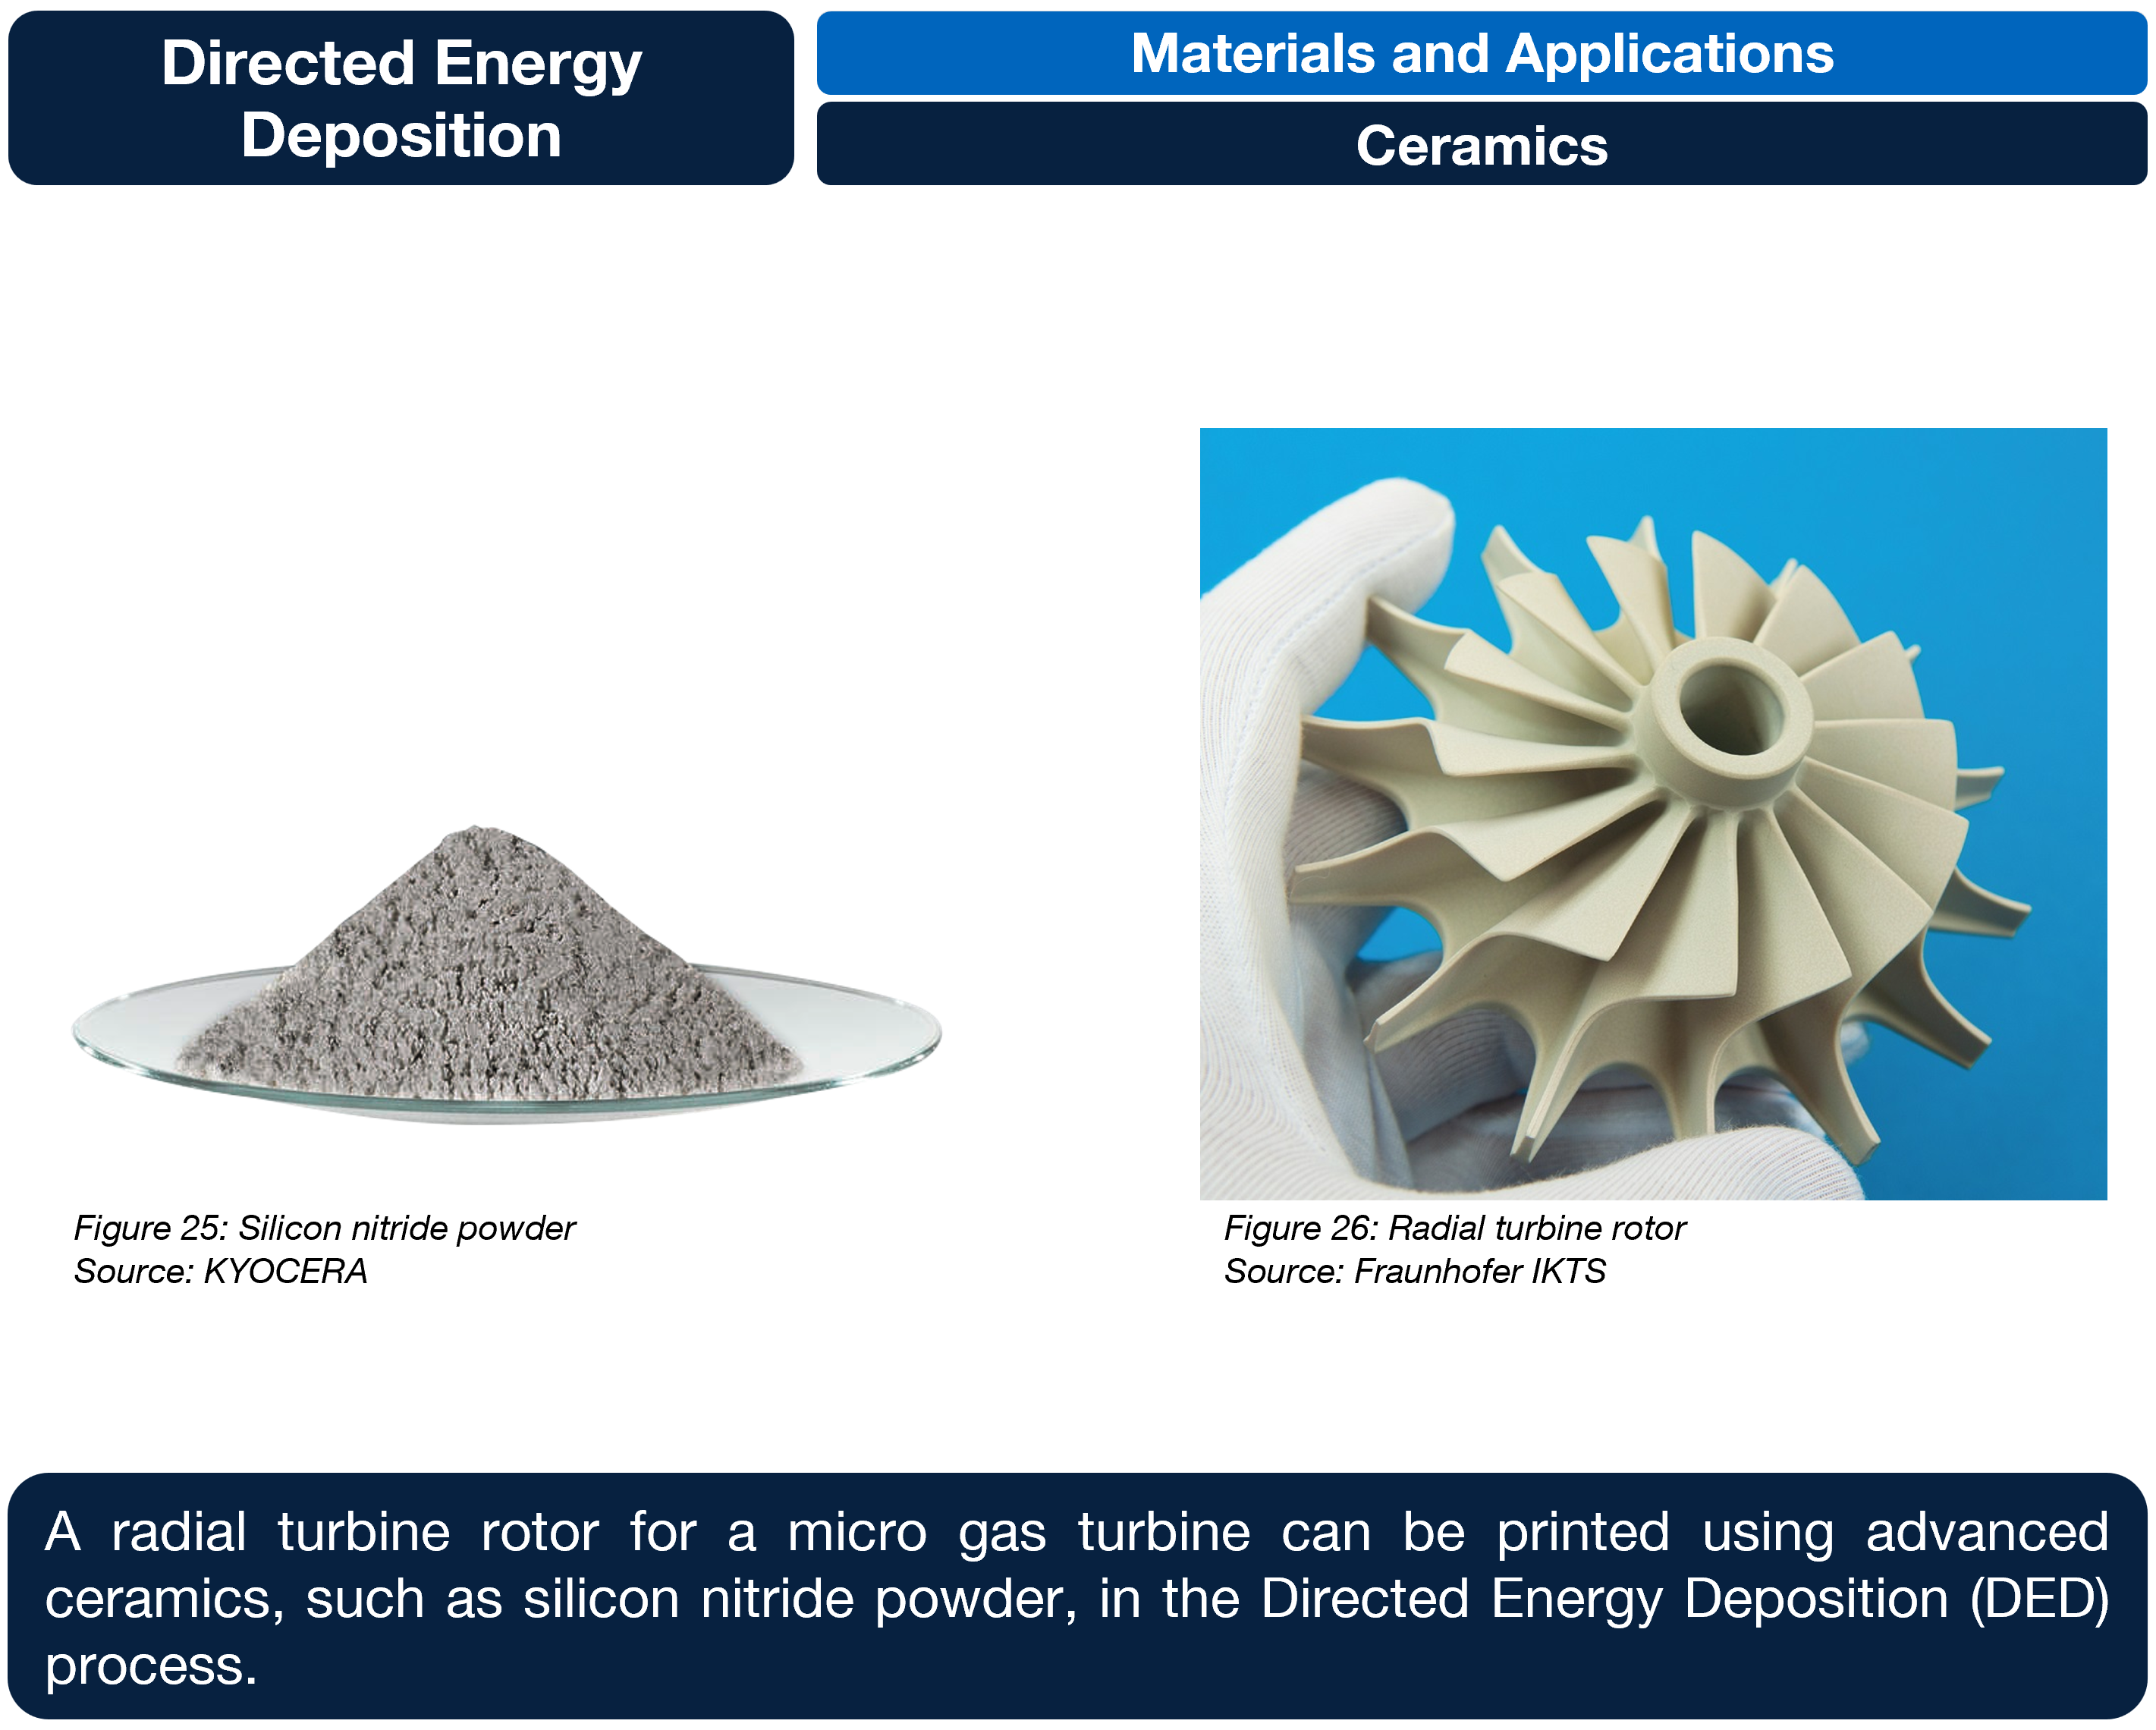 Directed Energy
Deposition
Materials and Applications
Ceramics
Figure 25: Silicon nitride powder
Source: KYOCERA
Figure 26: Radial turbine rotor
Source: Fraunhofer IKTS
A radial turbine rotor for a micro gas turbine can be printed using advanced
ceramics, such as silicon nitride powder, in the Directed Energy Deposition (DED)
process.